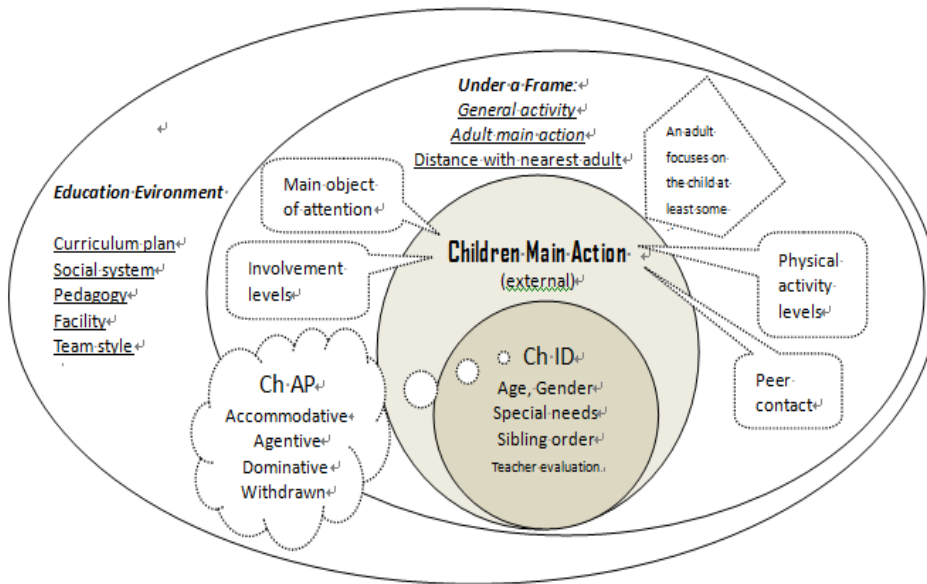 Under a Frame:
General activity
Adult main action
Distance with nearest adult
An adult
focuses on
the child at
least some
Education Evironment
Curriculum plan
Social system
Pedagogy
Facility
Team style
Main object
of attention
Involvement
levels
Children Main Action
(external)
Physical
activity
levels
Peer
contact
Ch AP
Accommodative
Agentive
Dominative
Withdrawn
Ch ID
Age, Gender
Special needs
Sibling order
Teacher evaluation.